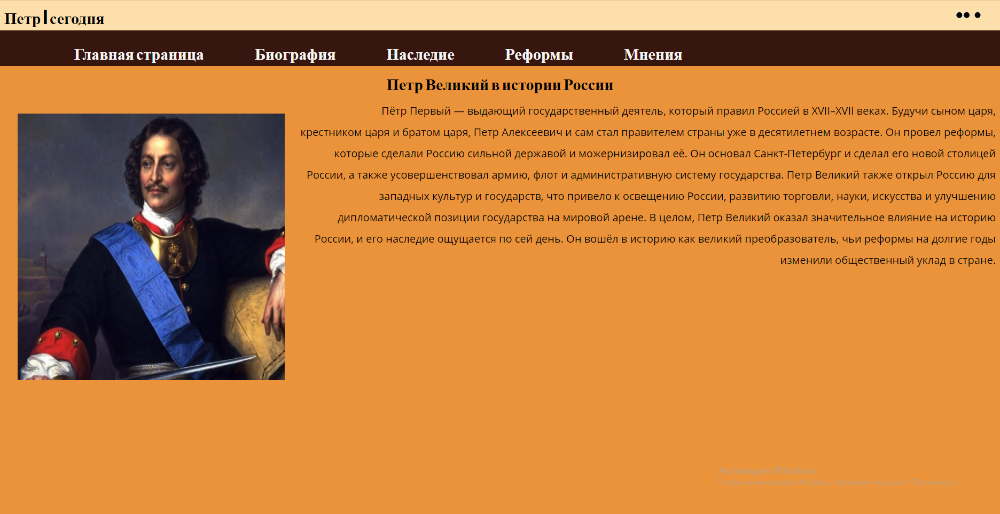 Петр I сегодня
Главная страница Биография Наследие Реформы Мнения
Петр Великий в истории России
Пётр Первый — выдающий государственный деятель, который правил Россией в XVII–XVII веках. Будучи сыном царя,
крестником царя и братом царя, Петр Алексеевич и сам стал правителем страны уже в десятилетнем возрасте. Он провел реформы,
которые сделали Россию сильной державой и можернизировал её. Он основал Санкт-Петербург и сделал его новой столицей
России, а также усовершенствовал армию, флот и административную систему государства. Петр Великий также открыл Россию для
западных культур и государств, что привело к освещению России, развитию торговли, науки, искусства и улучшению
дипломатической позиции государства на мировой арене. В целом, Петр Великий оказал значительное влияние на историю
России, и его наследие ощущается по сей день. Он вошёл в историю как великий преобразователь, чьи реформы на долгие годы
изменили общественный уклад в стране.
Активация Windows
Чтобы активировать Windows, перейдите в раздел "Параметры".